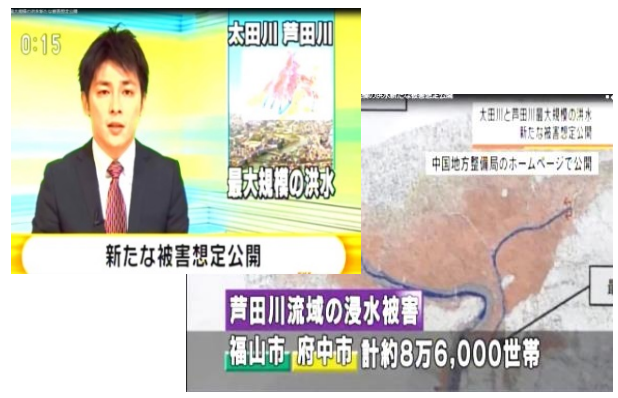 0:15
太田川 芦田川
最大規模の洪水
新たな被害想定公開
太田川と芦田川最大規模の洪水
新たな被害想定公開
中国地方整備局のホームページで公開
芦田川流域の浸水被害
福山市 府中市 計約8万6,000世帯